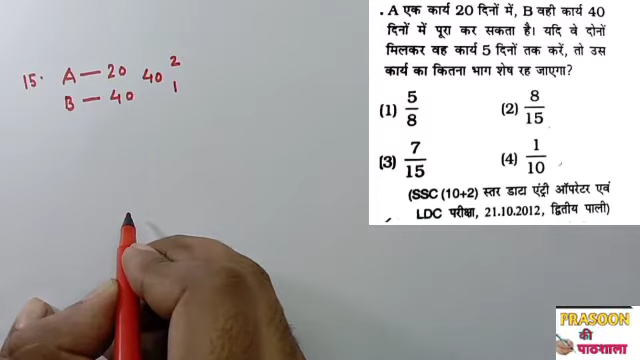 15. A — 20 40 2
B — 40 1
. A एक कार्य 20 दिनों में, B वही कार्य 40
दिनों में पूरा कर सकता है। यदि वे दोनों
मिलकर वह कार्य 5 दिनों तक करें, तो उस
कार्य का कितना भाग शेष रह जाएगा?
(1) 5/8 (2) 8/15
(3) 7/15 (4) 1/10
(SSC (10+2) स्तर डाटा एंट्री ऑपरेटर एवं
LDC परीक्षा, 21.10.2012, द्वितीय पाली)
PRASOON
की
पाठशाला